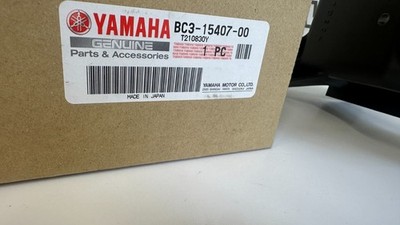 YAMAHA
BC3-15407-00
GENUINE
T210830Y
Parts & Accessories
1 PC
YAMAHA MOTOR CO.,LTD.
MADE IN JAPAN